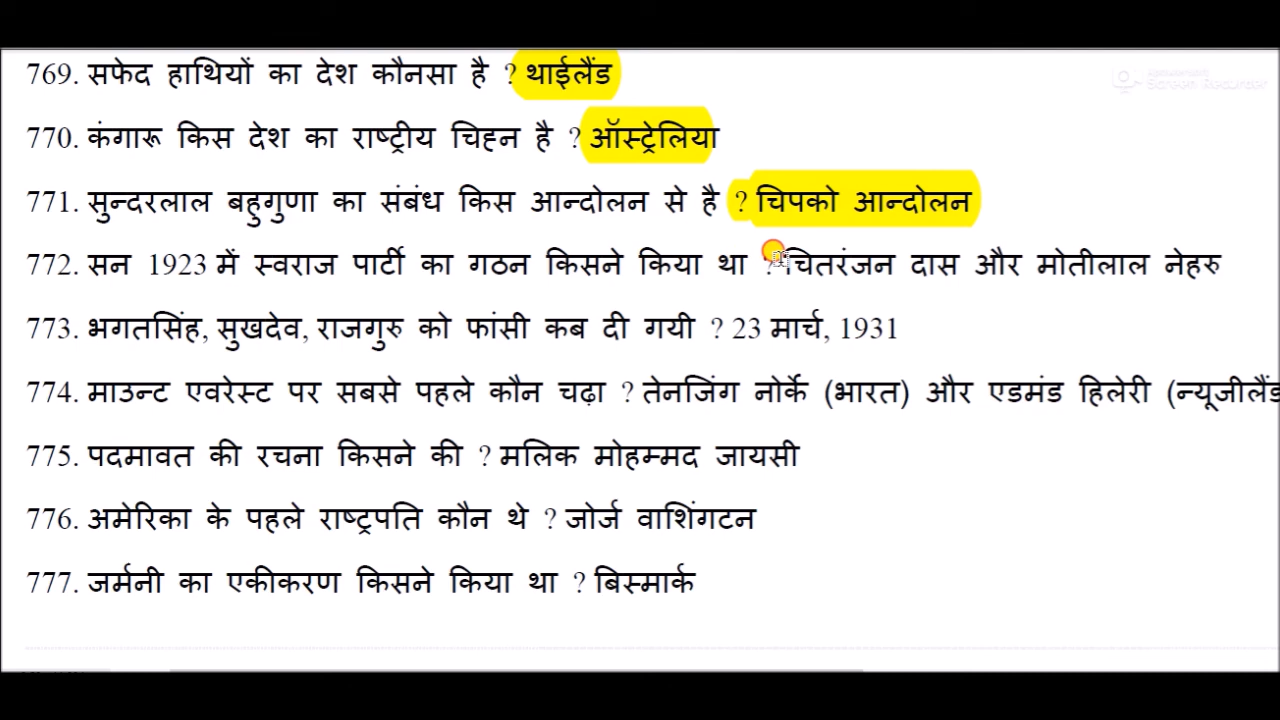 769. सफेद हाथियों का देश कौनसा है ? थाईलैंड
Screen Recorder
770. कंगारू किस देश का राष्ट्रीय चिह्न है ? ऑस्ट्रेलिया
771. सुन्दरलाल बहुगुणा का संबंध किस आन्दोलन से है ? चिपको आन्दोलन
772. सन 1923 में स्वराज पार्टी का गठन किसने किया था ? चितरंजन दास और मोतीलाल नेहरु
773. भगतसिंह, सुखदेव, राजगुरु को फांसी कब दी गयी ? 23 मार्च, 1931
774. माउन्ट एवरेस्ट पर सबसे पहले कौन चढ़ा ? तेनजिंग नोर्के (भारत) और एडमंड हिलेरी (न्यूजीलैंड
775. पदमावत की रचना किसने की ? मलिक मोहम्मद जायसी
776. अमेरिका के पहले राष्ट्रपति कौन थे ? जोर्ज वाशिंगटन
777. जर्मनी का एकीकरण किसने किया था ? बिस्मार्क